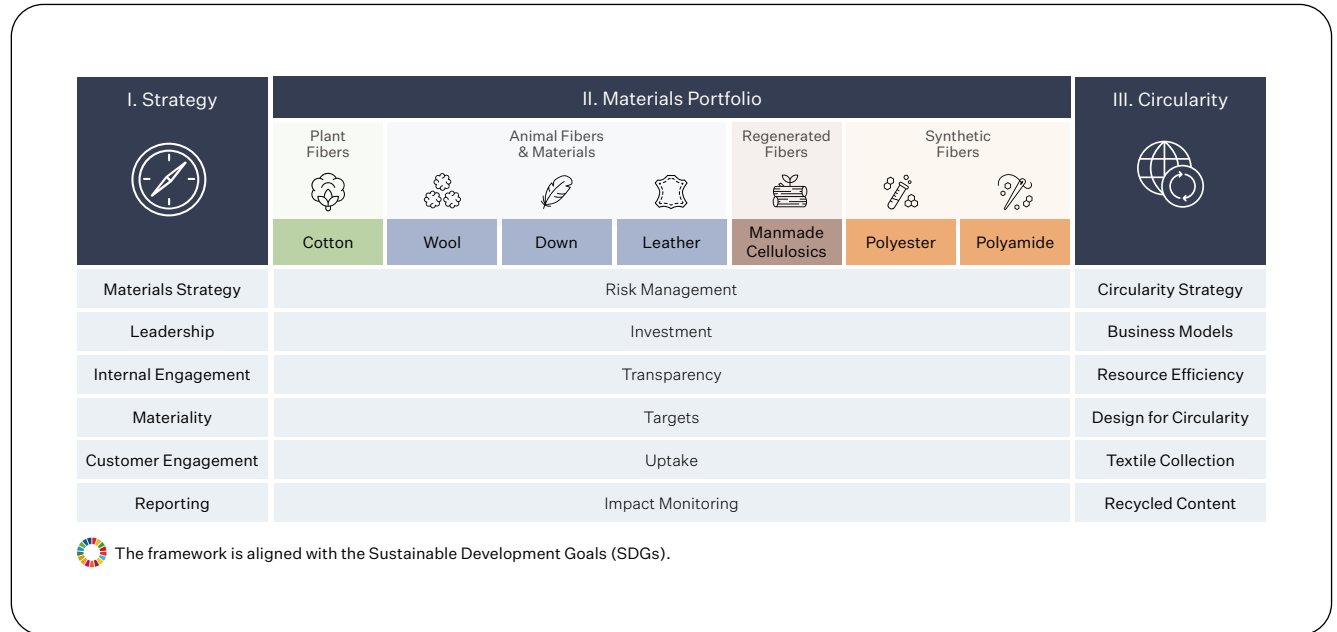 I. Strategy
II. Materials Portfolio
III. Circularity
Plant
Fibers
Animal Fibers
& Materials
Regenerated
Fibers
Synthetic
Fibers
Cotton
Wool
Down
Leather
Manmade
Cellulosics
Polyester
Polyamide
Materials Strategy
Risk Management
Circularity Strategy
Leadership
Investment
Business Models
Internal Engagement
Transparency
Resource Efficiency
Materiality
Targets
Design for Circularity
Customer Engagement
Uptake
Textile Collection
Reporting
Impact Monitoring
Recycled Content
The framework is aligned with the Sustainable Development Goals (SDGs).